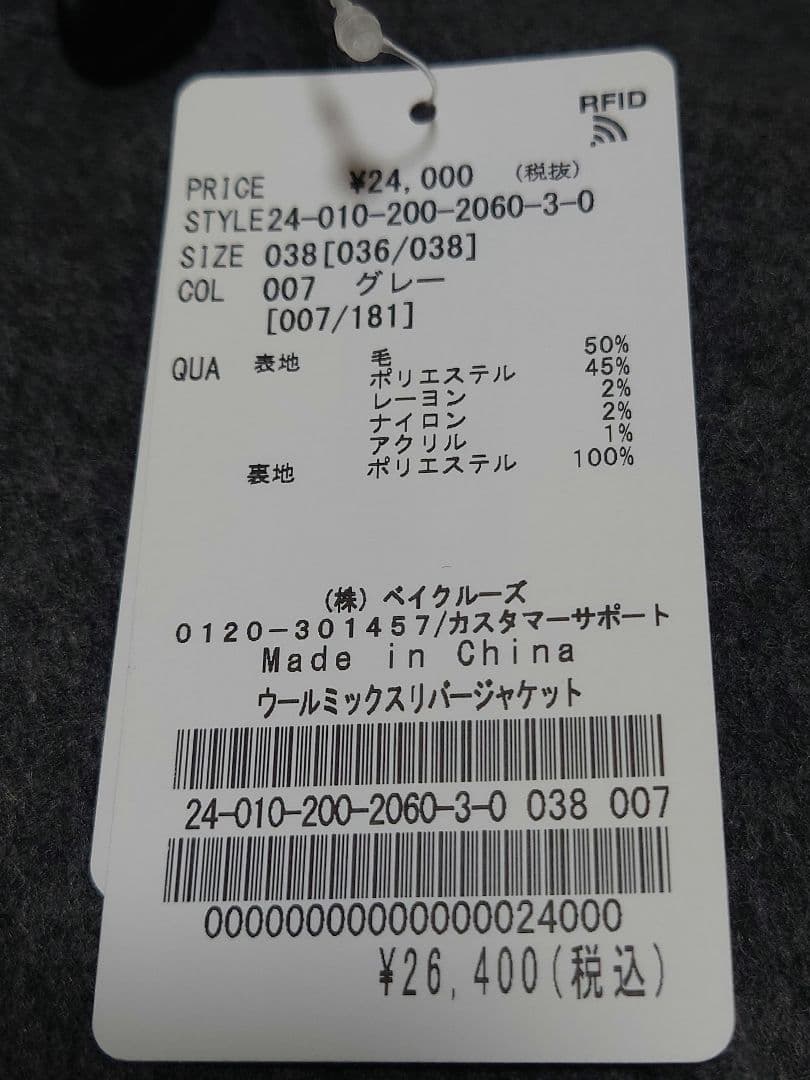 RFID
PRICE ¥24,000 (税抜)
STYLE24-010-200-2060-3-0
SIZE 038[036/038]
COL 007 グレー
[007/181]
QUA 表地 毛 50%
ポリエステル 45%
レーヨン 2%
ナイロン 2%
アクリル 1%
裏地 ポリエステル 100%
(株)ベイクルーズ
0120-301457/カスタマーサポート
Made in China
ウールミックスリバージャケット
24-010-200-2060-3-0 038 007
00000000000000024000
¥26,400(税込)